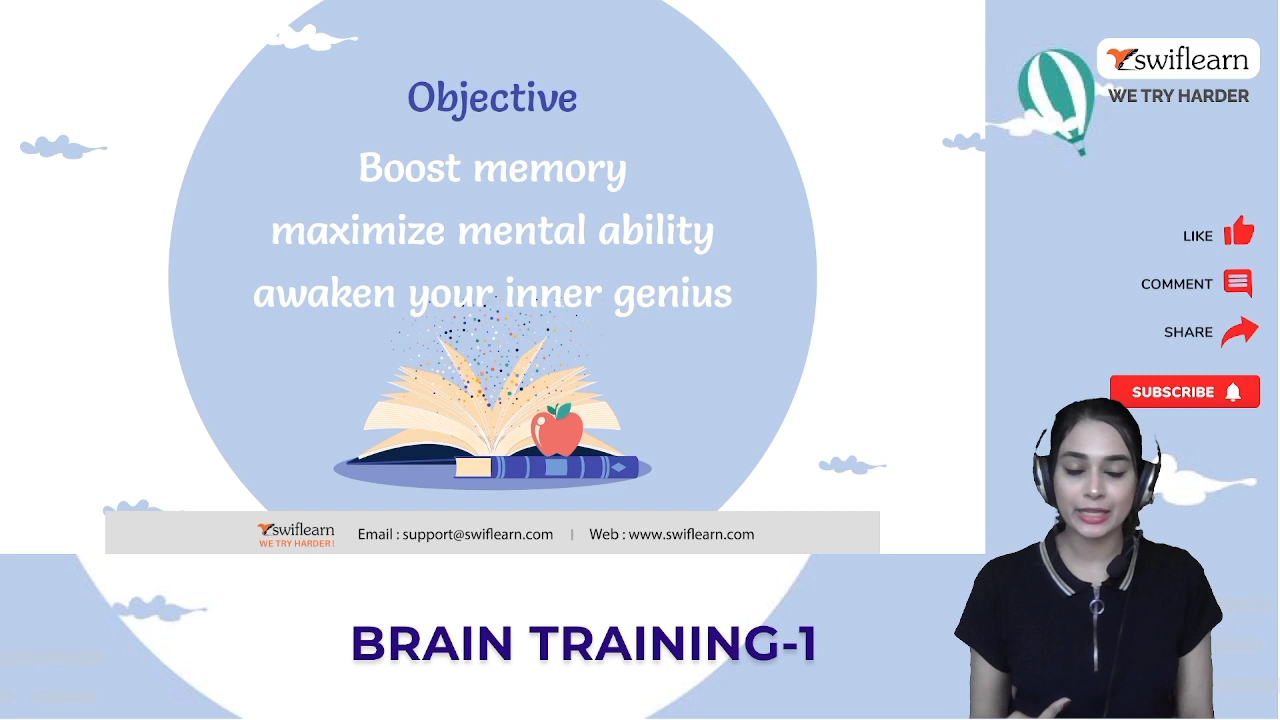 Objective
Boost memory
maximize mental ability
awaken your inner genius
swiflearn
WE TRY HARDER!
Email : support@swiflearn.com | Web : www.swiflearn.com
BRAIN TRAINING-1
swiflearn
WE TRY HARDER
LIKE
COMMENT
SHARE
SUBSCRIBE